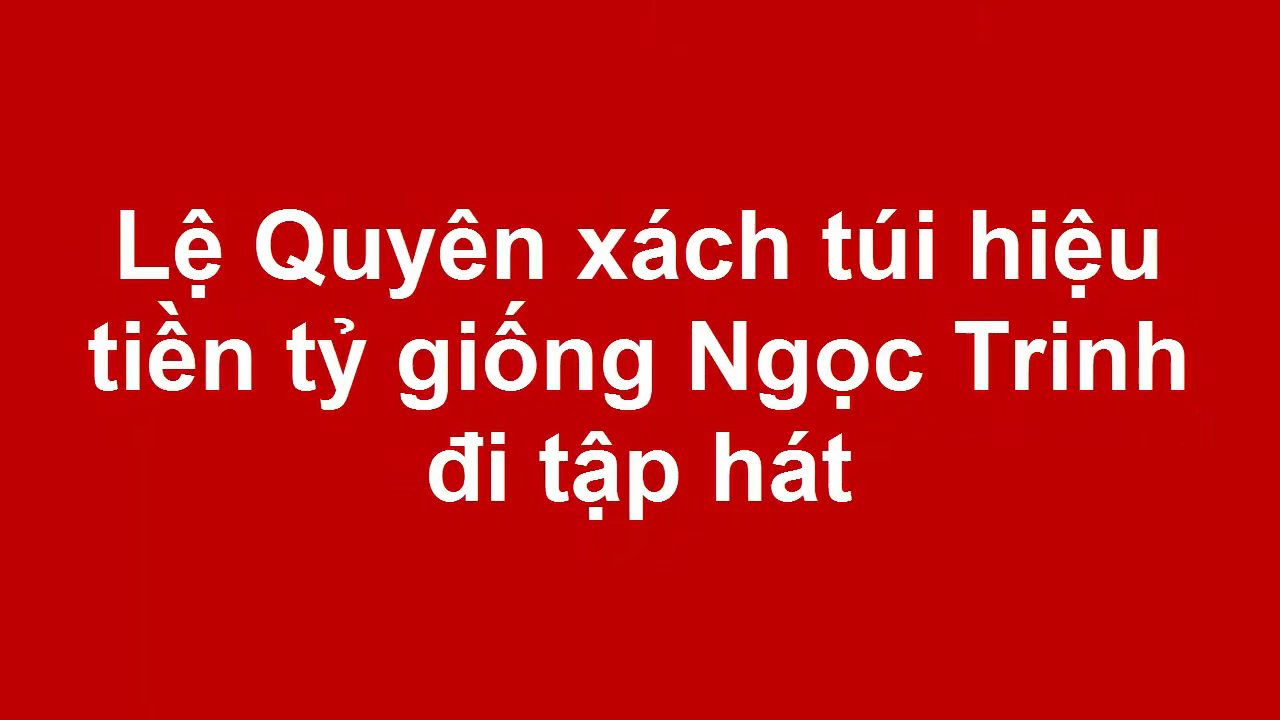 Lệ Quyên xách túi hiệu
tiền tỷ giống Ngọc Trinh
đi tập hát